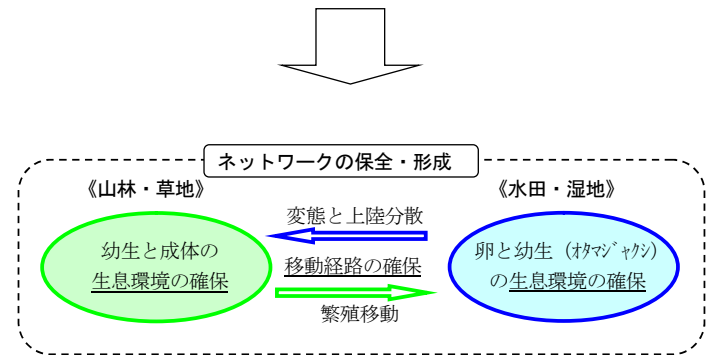 ネットワークの保全・形成
《山林・草地》
《水田・湿地》
変態と上陸分散
幼生と成体の
生息環境の確保
移動経路の確保
卵と幼生（ｵﾀﾏｼﾞｬｸｼ）
の生息環境の確保
繁殖移動